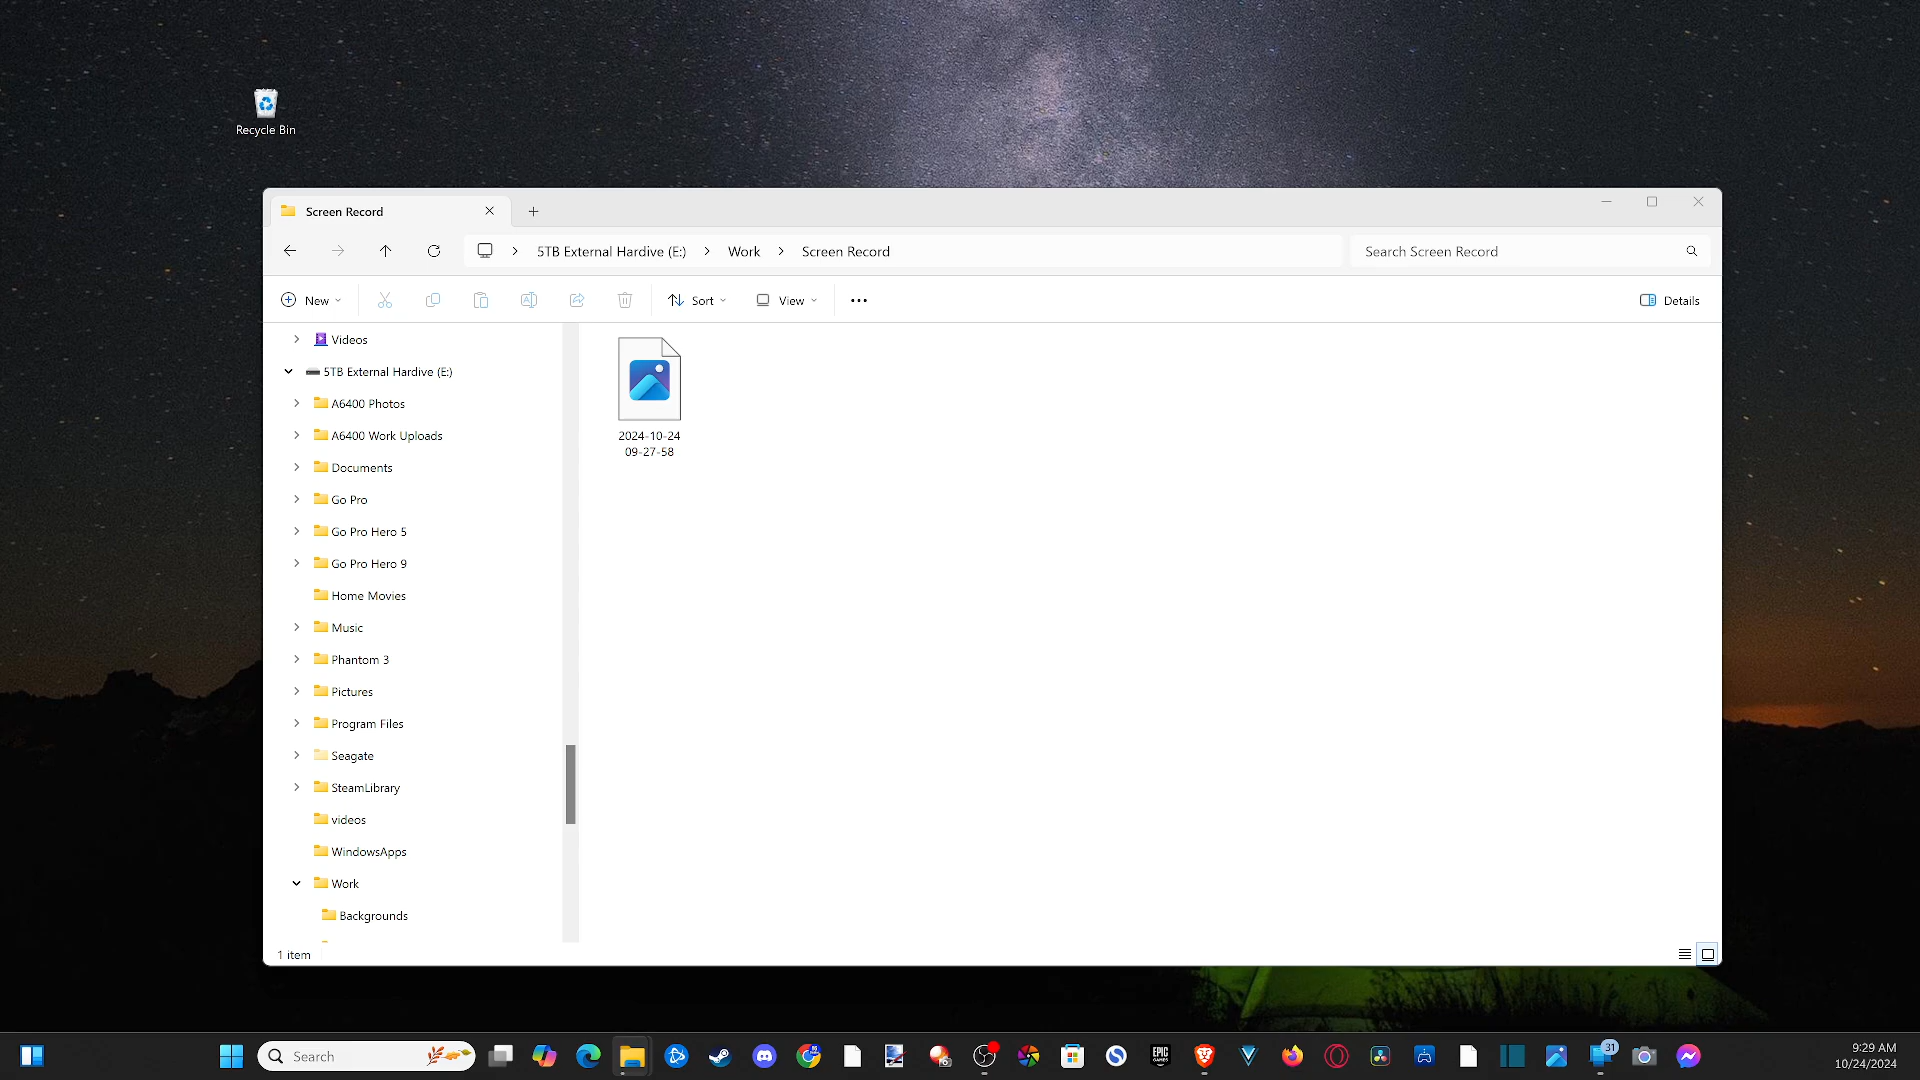 Recycle Bin
Screen Record
5TB External Hardive (E:)
Work
Screen Record
Search Screen Record
New
Sort
View
Details
Videos
5TB External Hardive (E:)
A6400 Photos
A6400 Work Uploads
Documents
Go Pro
Go Pro Hero 5
Go Pro Hero 9
Home Movies
Music
Phantom 3
Pictures
Program Files
Seagate
SteamLibrary
videos
WindowsApps
Work
Backgrounds
2024-10-24
09-27-58
1 item
Search
EPIC
GAMES
31
9:29 AM
10/24/2024